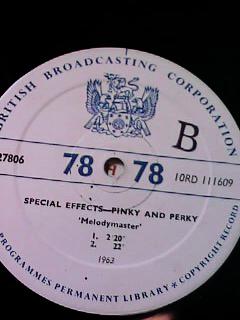 BRITISH BROADCASTING CORPORATION
B
27806
78 78
10RD 111609
SPECIAL EFFECTS—PINKY AND PERKY
'Melodymaster'
1. 2'20"
2. 22"
1963
PROGRAMMES PERMANENT LIBRARY * COPYRIGHT RECORD